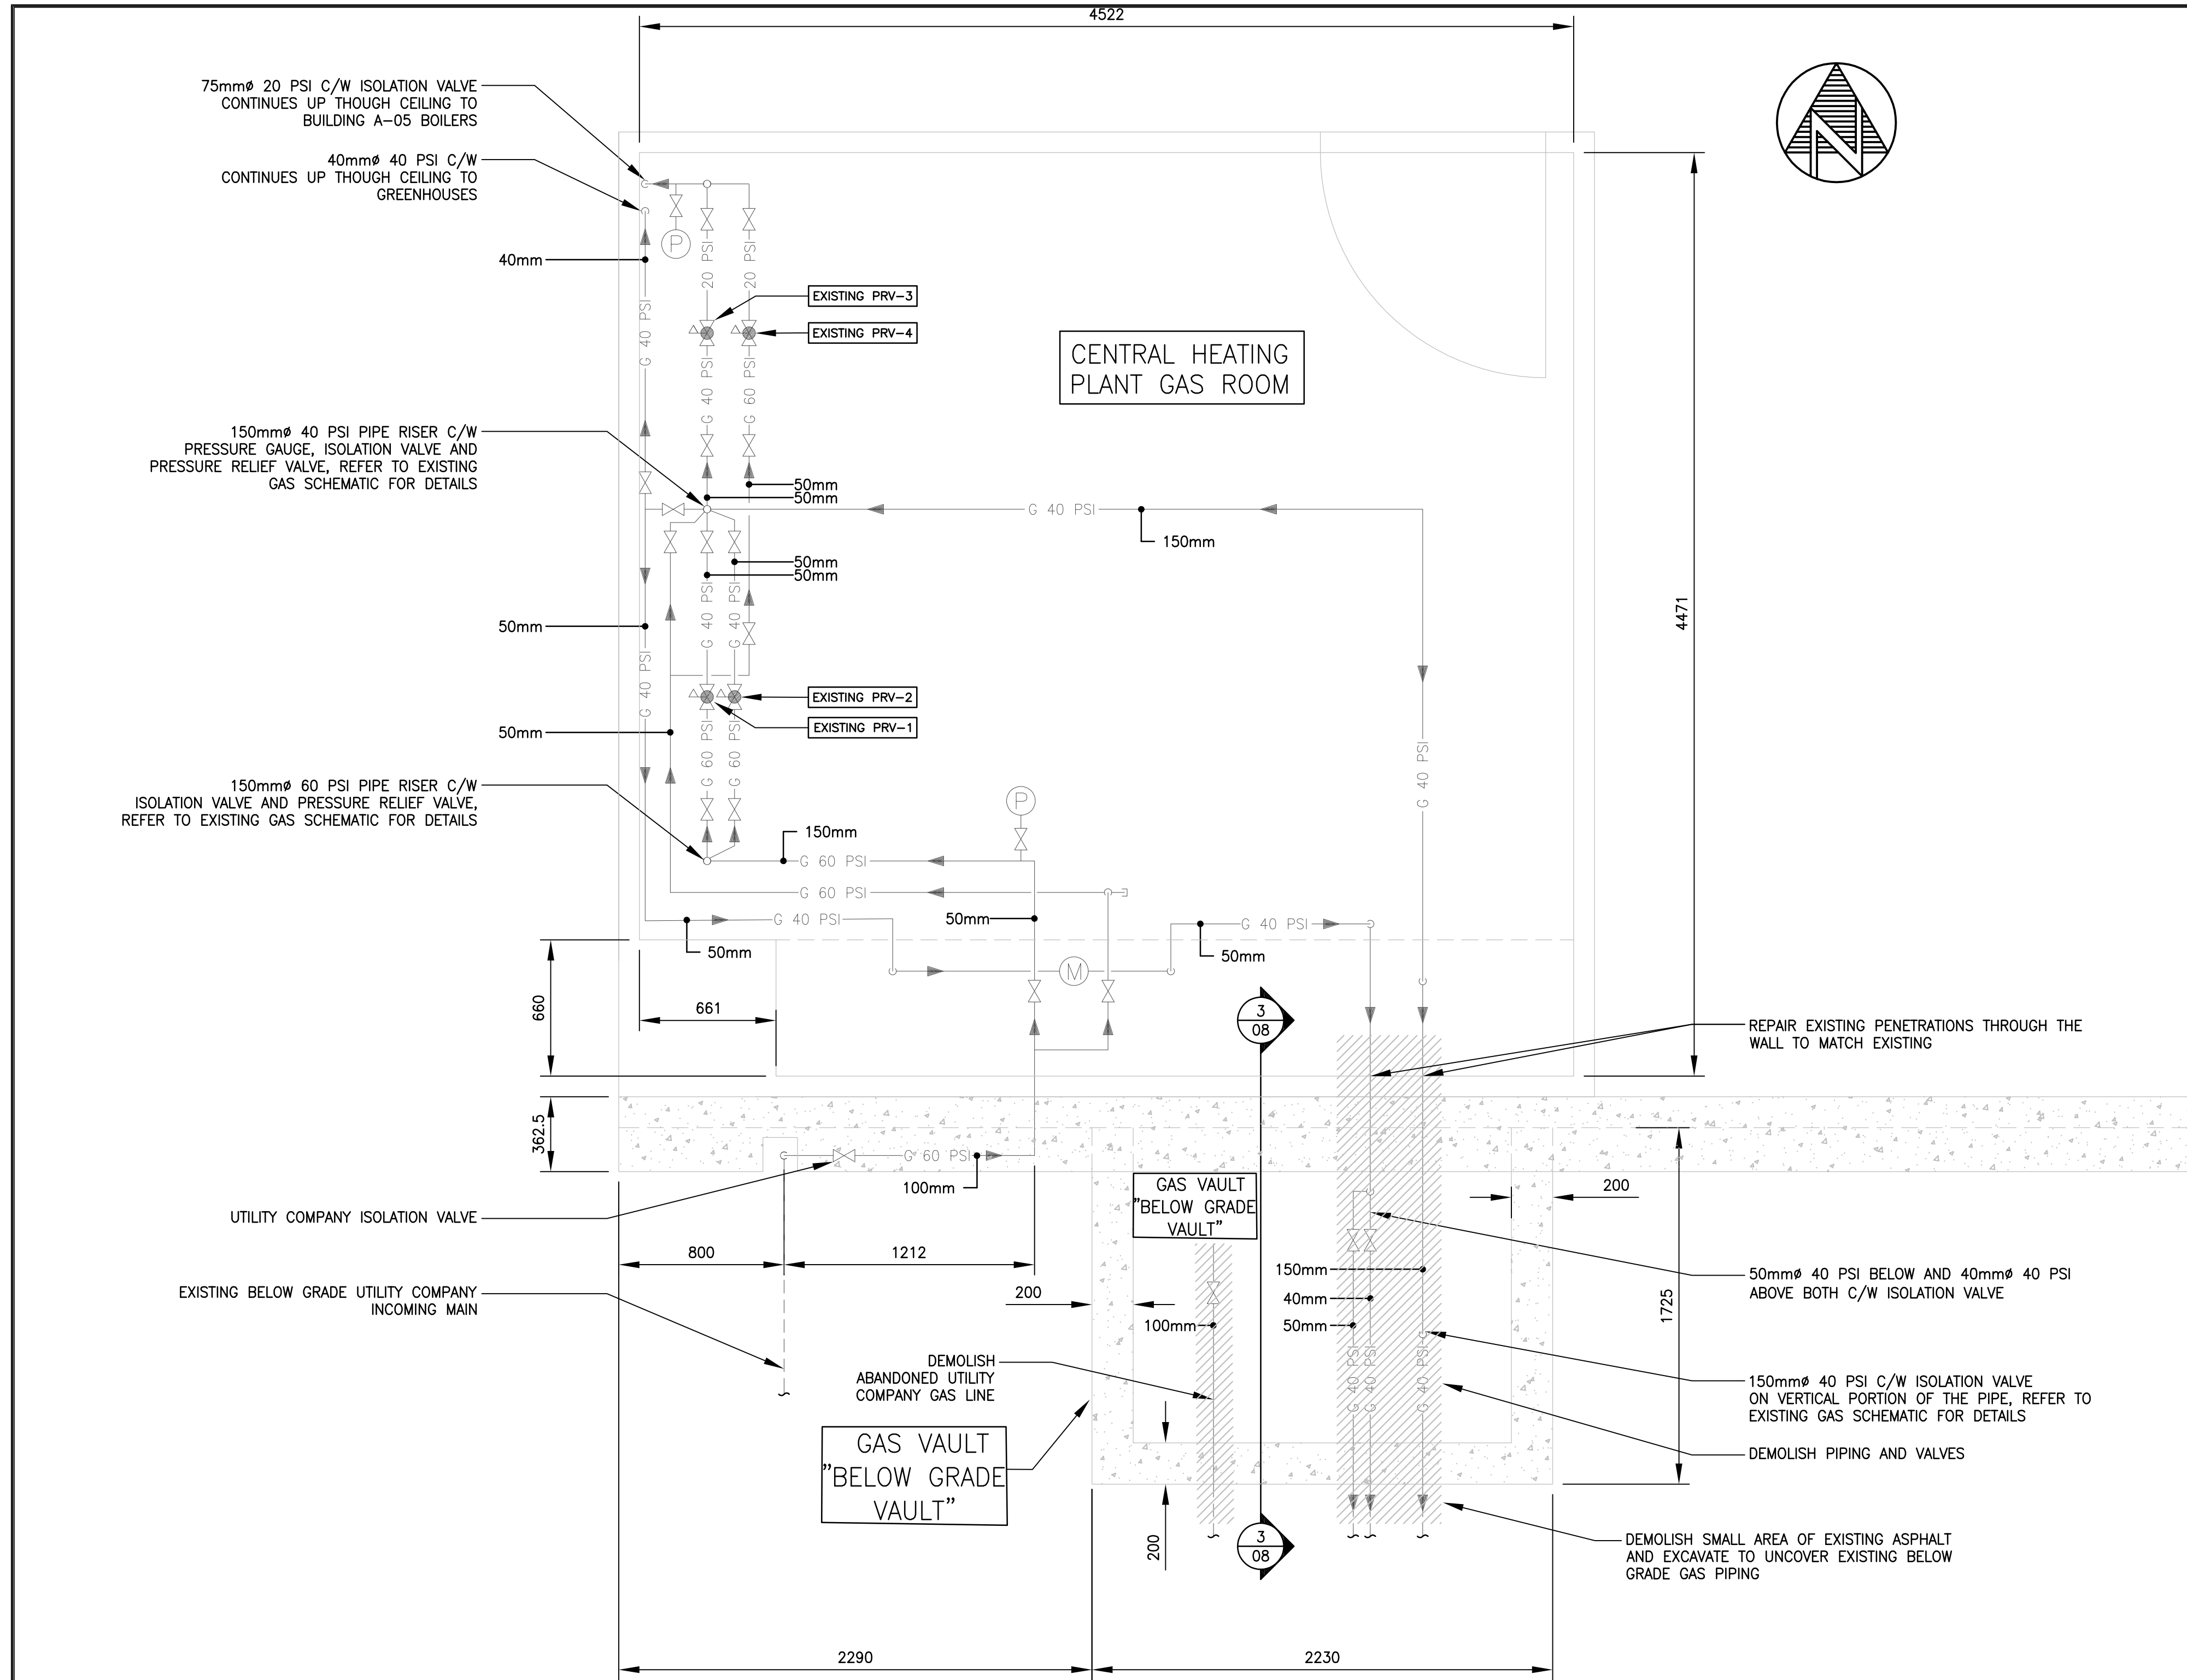 4522
75mmø 20 PSI C/W ISOLATION VALVE
CONTINUES UP THOUGH CEILING TO
BUILDING A-05 BOILERS
40mmø 40 PSI C/W
CONTINUES UP THOUGH CEILING TO
GREENHOUSES
N
P
40mm
20 PSI
20 PSI
EXISTING PRV-3
EXISTING PRV-4
G 40 PSI
G 40 PSI
G 60 PSI
CENTRAL HEATING
PLANT GAS ROOM
150mmø 40 PSI PIPE RISER C/W
PRESSURE GAUGE, ISOLATION VALVE AND
PRESSURE RELIEF VALVE, REFER TO EXISTING
GAS SCHEMATIC FOR DETAILS
50mm
50mm
G 40 PSI
150mm
50mm
50mm
4471
50mm
G 40 PSI
G 40 PSI
G 40 PSI
EXISTING PRV-2
EXISTING PRV-1
50mm
G 60 PSI
G 60 PSI
G 40 PSI
150mmø 60 PSI PIPE RISER C/W
ISOLATION VALVE AND PRESSURE RELIEF VALVE,
REFER TO EXISTING GAS SCHEMATIC FOR DETAILS
P
150mm
G 60 PSI
G 60 PSI
G 40 PSI
50mm
G 40 PSI
50mm
50mm
M
660
661
3
08
REPAIR EXISTING PENETRATIONS THROUGH THE
WALL TO MATCH EXISTING
362.5
G 60 PSI
100mm
GAS VAULT
"BELOW GRADE
VAULT"
200
UTILITY COMPANY ISOLATION VALVE
800
1212
150mm
40mm
50mm
50mmø 40 PSI BELOW AND 40mmø 40 PSI
ABOVE BOTH C/W ISOLATION VALVE
EXISTING BELOW GRADE UTILITY COMPANY
INCOMING MAIN
200
1725
100mm
DEMOLISH
ABANDONED UTILITY
COMPANY GAS LINE
G 40 PSI
G 40 PSI
G 40 PSI
150mmø 40 PSI C/W ISOLATION VALVE
ON VERTICAL PORTION OF THE PIPE, REFER TO
EXISTING GAS SCHEMATIC FOR DETAILS
GAS VAULT
"BELOW GRADE
VAULT"
DEMOLISH PIPING AND VALVES
200
3
08
DEMOLISH SMALL AREA OF EXISTING ASPHALT
AND EXCAVATE TO UNCOVER EXISTING BELOW
GRADE GAS PIPING
2290
2230